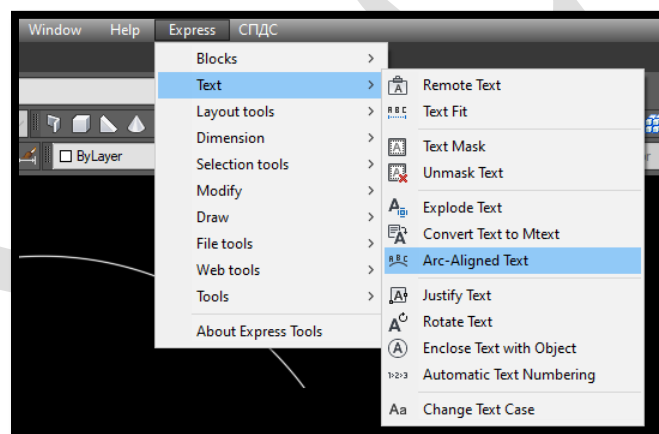 Window Help Express СПДС
Blocks
Text
Layout tools
Dimension
Selection tools
Modify
Draw
File tools
Web tools
Tools
About Express Tools
ByLayer
Remote Text
Text Fit
Text Mask
Unmask Text
Explode Text
Convert Text to Mtext
Arc-Aligned Text
Justify Text
Rotate Text
Enclose Text with Object
Automatic Text Numbering
Change Text Case